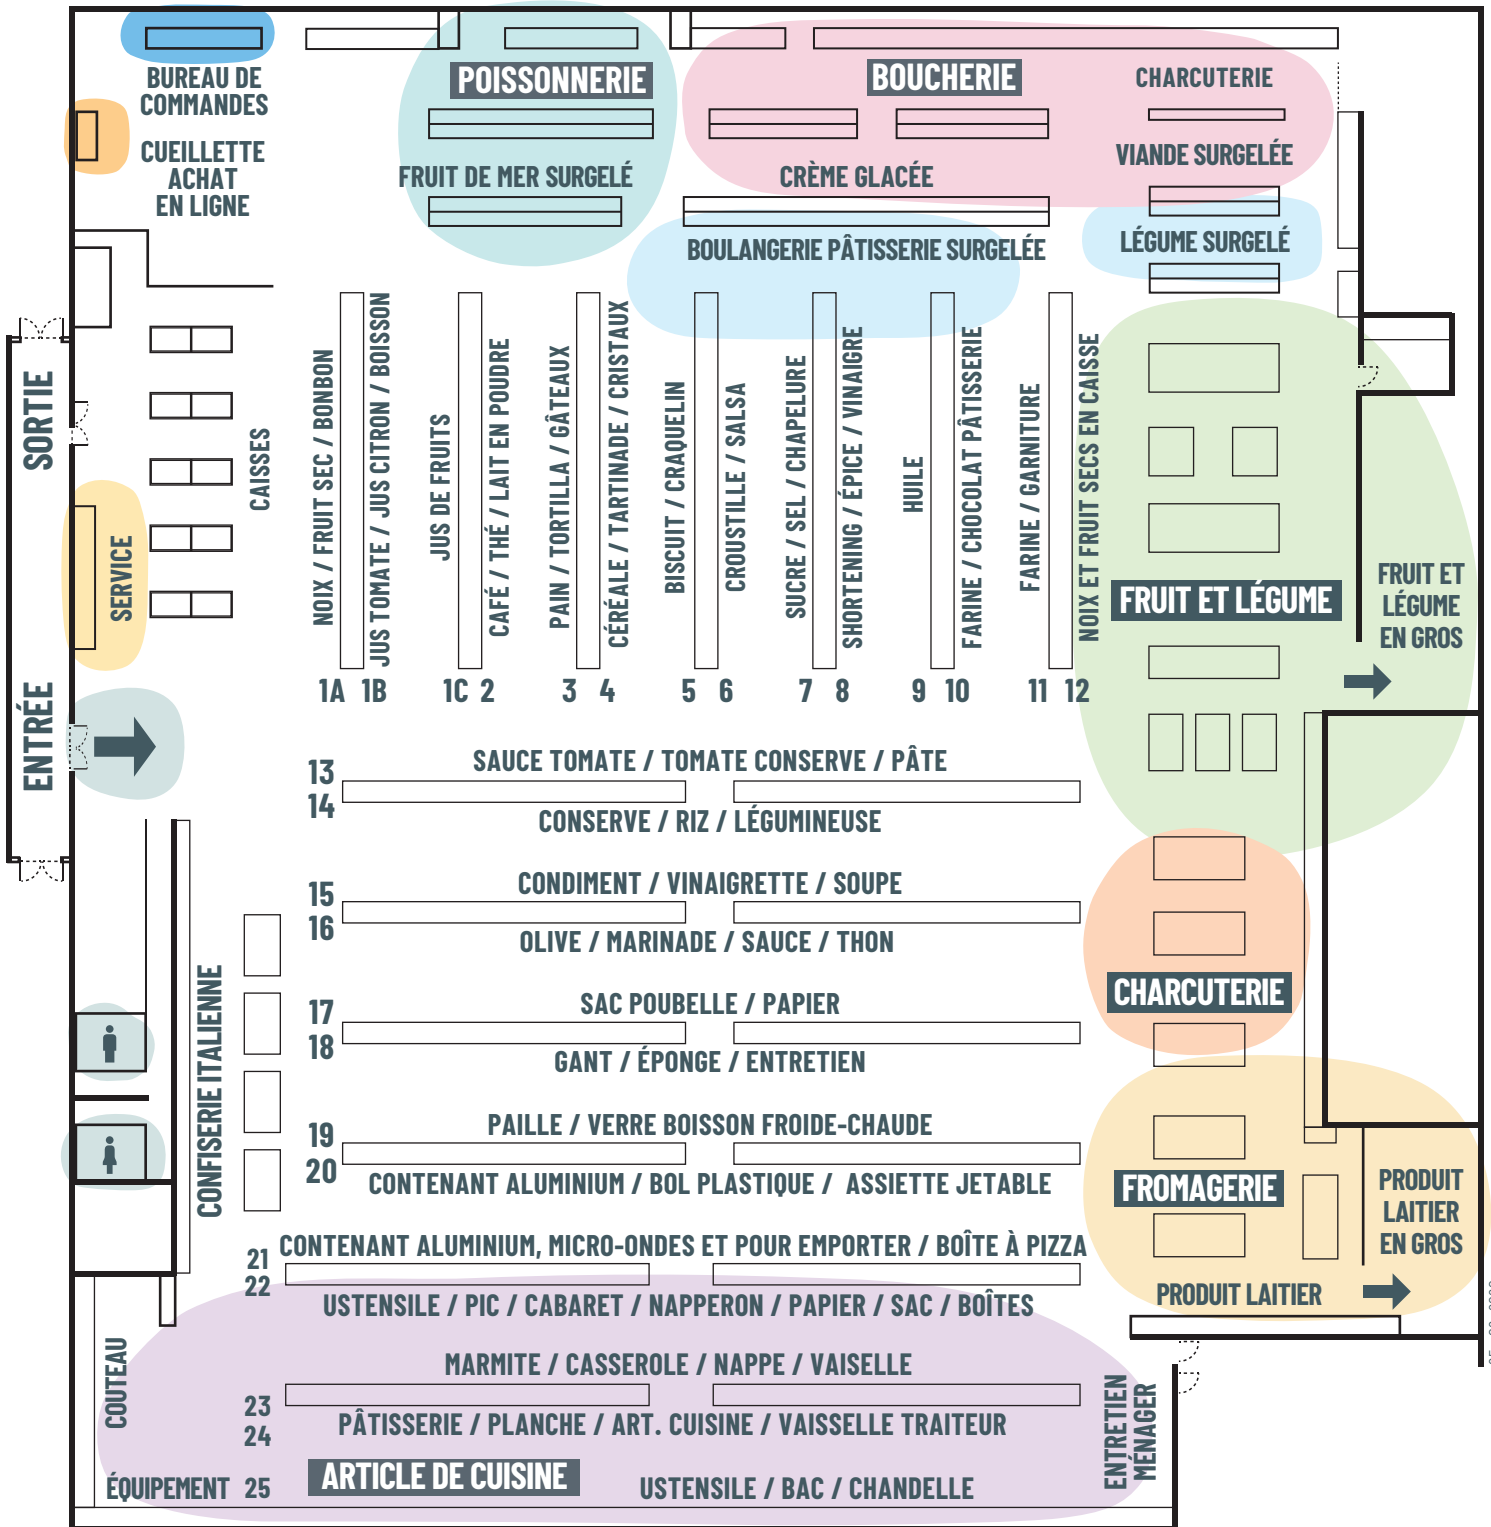 BUREAU DE
COMMANDES
CUEILLETTE
ACHAT
EN LIGNE
POISSONNERIE
FRUIT DE MER SURGELÉ
BOUCHERIE
CHARCUTERIE
VIANDE SURGELÉE
CRÈME GLACÉE
BOULANGERIE PÂTISSERIE SURGELÉE
LÉGUME SURGELÉ
SORTIE
CAISSES
SERVICE
ENTRÉE
NOIX / FRUIT SEC / BONBON
JUS TOMATE / JUS CITRON / BOISSON
JUS DE FRUITS
CAFÉ / THÉ / LAIT EN POUDRE
PAIN / TORTILLA / GÂTEAUX
CÉRÉALE / TARTINADE / CRISTAUX
BISCUIT / CRAQUELIN
CROUSTILLE / SALSA
SUCRE / SEL / CHAPELURE
SHORTENING / ÉPICE / VINAIGRE
HUILE
FARINE / CHOCOLAT PÂTISSERIE
FARINE / GARNITURE
NOIX ET FRUIT SECS EN CAISSE
1A 1B 1C 2 3 4 5 6 7 8 9 10 11 12
FRUIT ET LÉGUME
FRUIT ET
LÉGUME
EN GROS
13
SAUCE TOMATE / TOMATE CONSERVE / PÂTE
14
CONSERVE / RIZ / LÉGUMINEUSE
15
CONDIMENT / VINAIGRETTE / SOUPE
16
OLIVE / MARINADE / SAUCE / THON
17
SAC POUBELLE / PAPIER
18
GANT / ÉPONGE / ENTRETIEN
19
PAILLE / VERRE BOISSON FROIDE-CHAUDE
20
CONTENANT ALUMINIUM / BOL PLASTIQUE / ASSIETTE JETABLE
CONFISERIE ITALIENNE
CHARCUTERIE
FROMAGERIE
PRODUIT
LAITIER
EN GROS
PRODUIT LAITIER
21
CONTENANT ALUMINIUM, MICRO-ONDES ET POUR EMPORTER / BOÎTE À PIZZA
22
USTENSILE / PIC / CABARET / NAPPERON / PAPIER / SAC / BOÎTES
COUTEAU
MARMITE / CASSEROLE / NAPPE / VAISELLE
23
PÂTISSERIE / PLANCHE / ART. CUISINE / VAISSELLE TRAITEUR
24
ENTRETIEN
MÉNAGER
ÉQUIPEMENT 25
ARTICLE DE CUISINE
USTENSILE / BAC / CHANDELLE